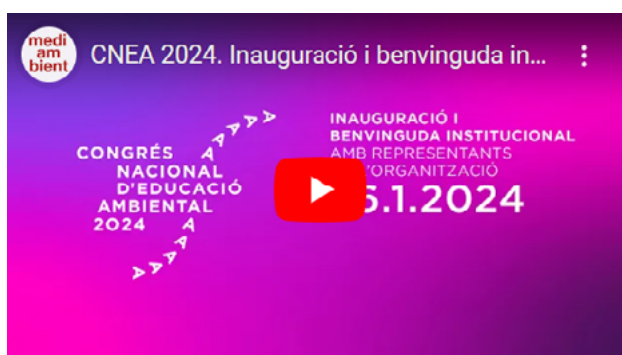 medi
am
bient
CNEA 2024. Inauguració i benvinguda in...
CONGRÉS
NACIONAL
D'EDUCACIÓ
AMBIENTAL
2024
A A A A A A
A A A A A
INAUGURACIÓ I
BENVINGUDA INSTITUCIONAL
AMB REPRESENTANTS
ORGANITZACIÓ
.1.2024